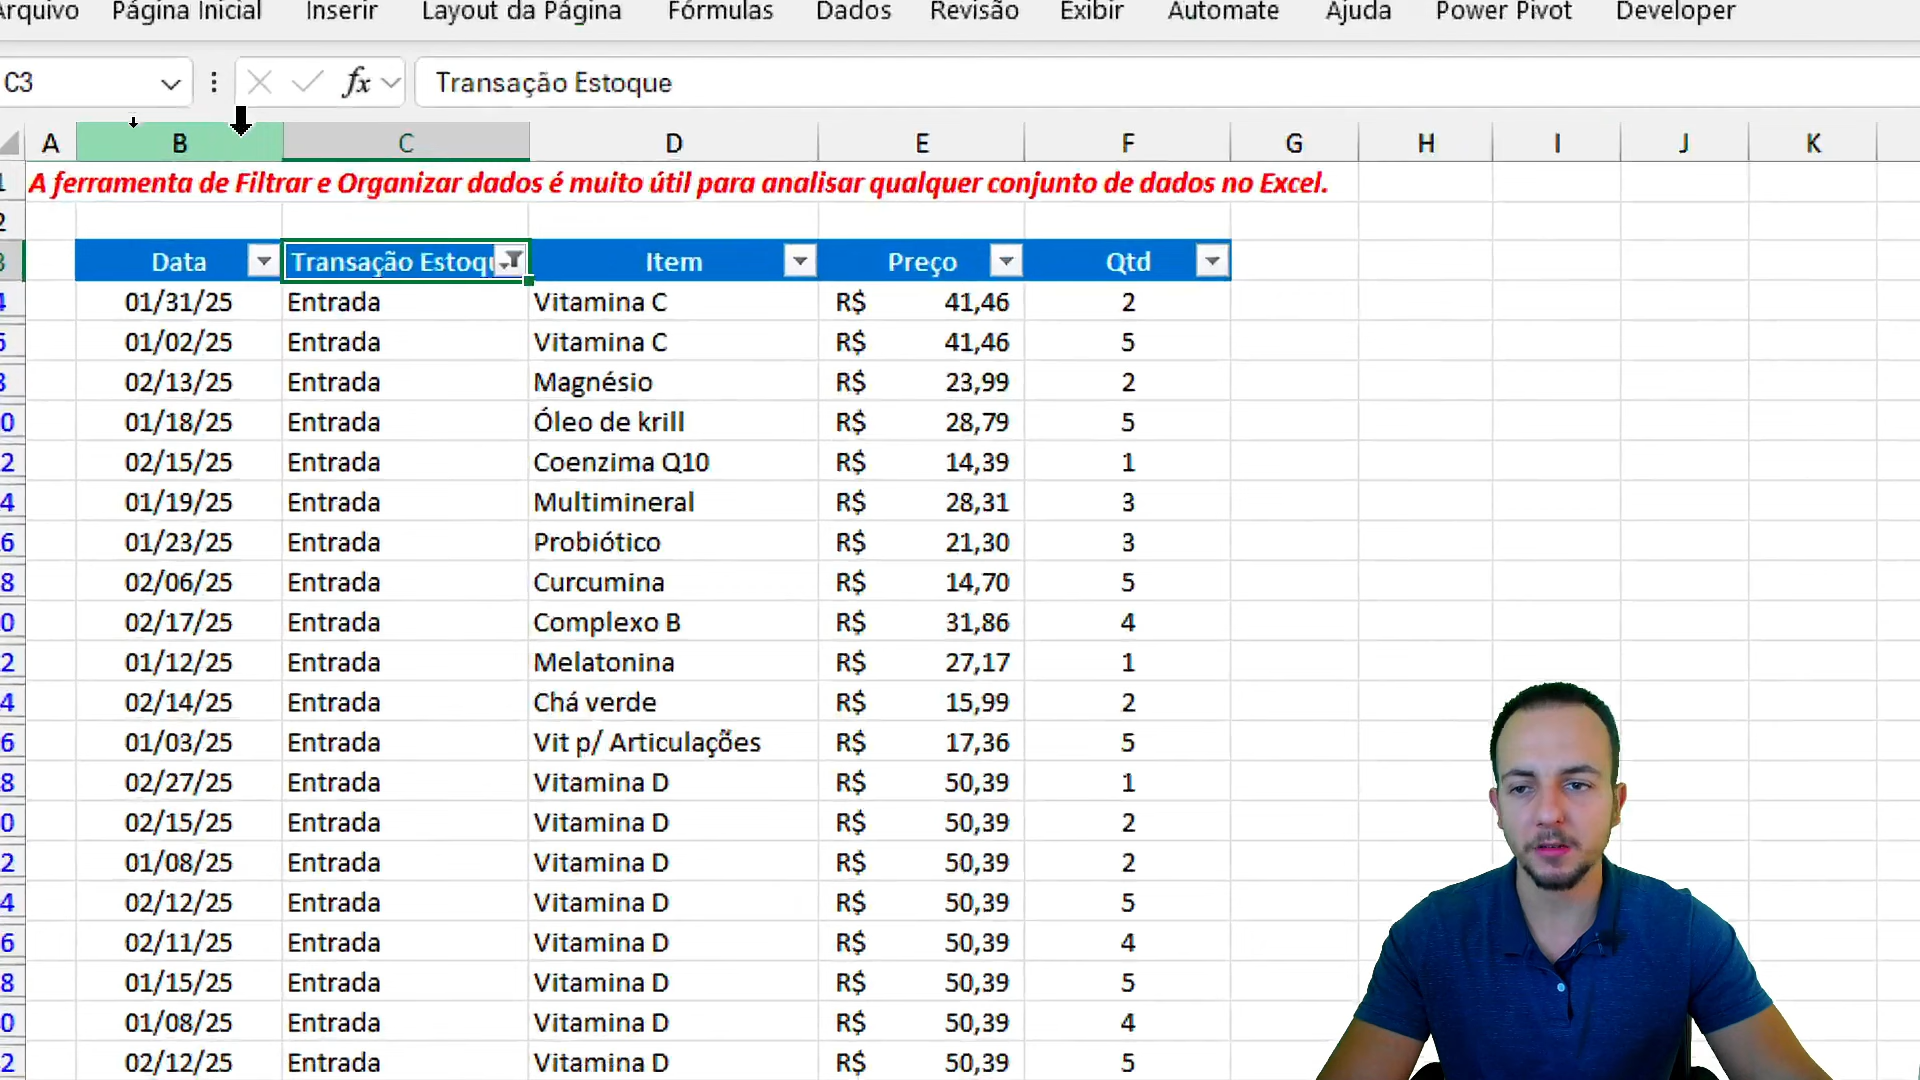 Arquivo Página Inicial Inserir Layout da Página Fórmulas Dados Revisão Exibir Automate Ajuda Power Pivot Developer
C3 fx Transação Estoque
A B C D E F G H I J K
A ferramenta de Filtrar e Organizar dados é muito útil para analisar qualquer conjunto de dados no Excel.
Data Transação Estoqu Item Preço Qtd
01/31/25 Entrada Vitamina C R$ 41,46 2
01/02/25 Entrada Vitamina C R$ 41,46 5
02/13/25 Entrada Magnésio R$ 23,99 2
01/18/25 Entrada Óleo de krill R$ 28,79 5
02/15/25 Entrada Coenzima Q10 R$ 14,39 1
01/19/25 Entrada Multimineral R$ 28,31 3
01/23/25 Entrada Probiótico R$ 21,30 3
02/06/25 Entrada Curcumina R$ 14,70 5
02/17/25 Entrada Complexo B R$ 31,86 4
01/12/25 Entrada Melatonina R$ 27,17 1
02/14/25 Entrada Chá verde R$ 15,99 2
01/03/25 Entrada Vit p/ Articulações R$ 17,36 5
02/27/25 Entrada Vitamina D R$ 50,39 1
02/15/25 Entrada Vitamina D R$ 50,39 2
01/08/25 Entrada Vitamina D R$ 50,39 2
02/12/25 Entrada Vitamina D R$ 50,39 5
02/11/25 Entrada Vitamina D R$ 50,39 4
01/15/25 Entrada Vitamina D R$ 50,39 5
01/08/25 Entrada Vitamina D R$ 50,39 4
02/12/25 Entrada Vitamina D R$ 50,39 5